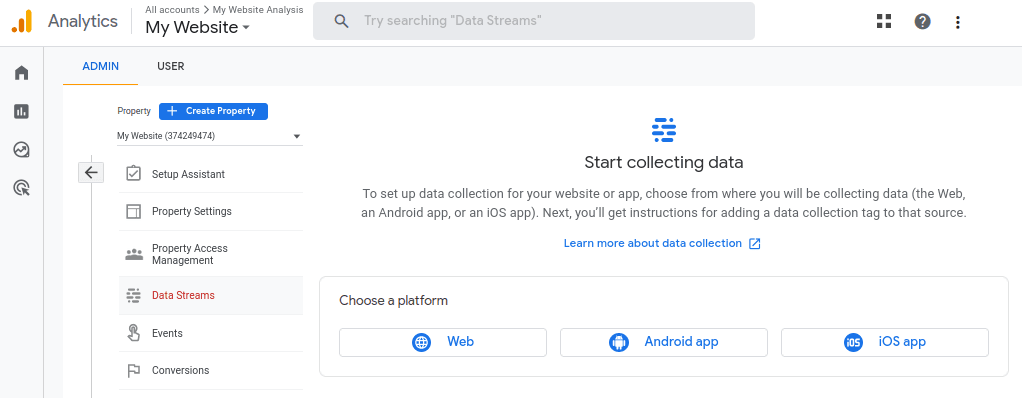 Analytics
All accounts > My Website Analysis
My Website
Try searching "Data Streams"
ADMIN
USER
Property
Create Property
My Website (374249474)
Setup Assistant
Property Settings
Property Access
Management
Data Streams
Events
Conversions
Start collecting data
To set up data collection for your website or app, choose from where you will be collecting data (the Web,
an Android app, or an iOS app). Next, you'll get instructions for adding a data collection tag to that source.
Learn more about data collection
Choose a platform
Web
Android app
iOS
iOS app